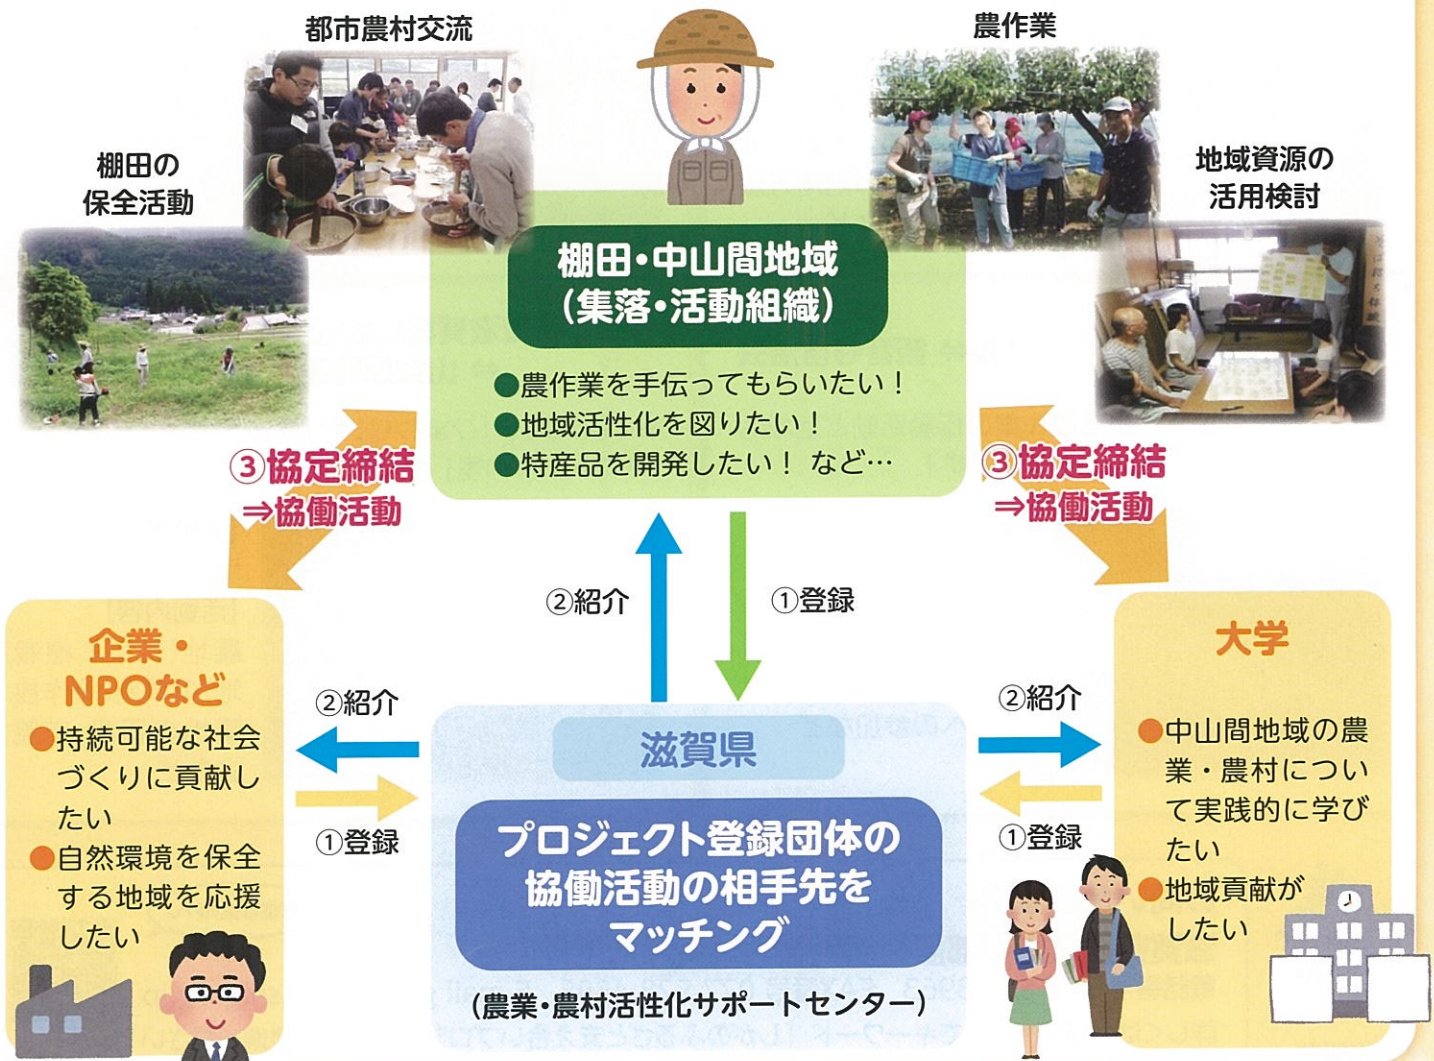 都市農村交流
農作業
棚田の
保全活動
地域資源の
活用検討
棚田・中山間地域
(集落・活動組織)
●農作業を手伝ってもらいたい！
●地域活性化を図りたい！
●特産品を開発したい！ など…
③協定締結
⇒協働活動
③協定締結
⇒協働活動
②紹介
①登録
企業・
NPOなど
●持続可能な社会
づくりに貢献し
たい
●自然環境を保全
する地域を応援
したい
②紹介
①登録
滋賀県
プロジェクト登録団体の
協働活動の相手先を
マッチング
(農業・農村活性化サポートセンター)
②紹介
①登録
大学
●中山間地域の農
業・農村につい
て実践的に学び
たい
●地域貢献が
したい